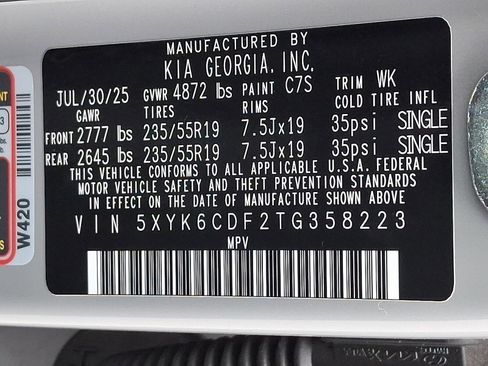 MANUFACTURED BY
KIA GEORGIA, INC.
JUL/30/25 GVWR 4872 lbs PAINT C7S TRIM WK
GAWR TIRES RIMS COLD TIRE INFL
FRONT 2777 lbs 235/55R19 7.5Jx19 35psi SINGLE
REAR 2645 lbs 235/55R19 7.5Jx19 35psi SINGLE
THIS VEHICLE CONFORMS TO ALL APPLICABLE U.S.A. FEDERAL
MOTOR VEHICLE SAFETY AND THEFT PREVENTION STANDARDS
IN EFFECT ON THE DATE OF MANUFACTURE SHOWN ABOVE.
VIN 5XYK6CDF2TG358223
MPV
W420